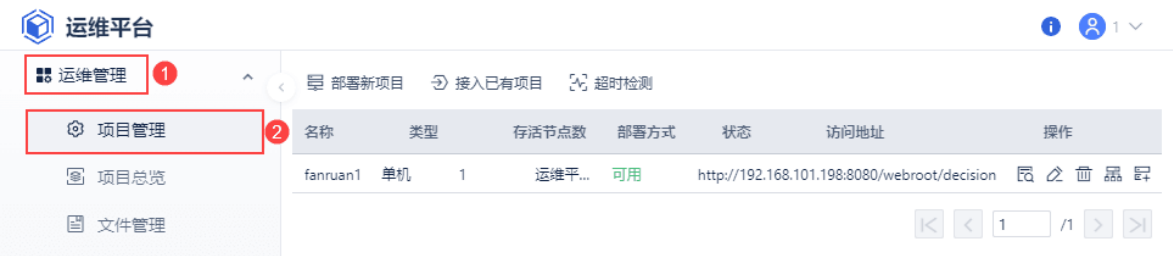 运维平台
1
运维管理 1
项目管理 2
项目总览
文件管理
部署新项目 接入已有项目 超时检测
名称 类型 存活节点数 部署方式 状态 访问地址 操作
fanruan1 单机 1 运维平... 可用 http://192.168.101.198:8080/webroot/decision
1 /1